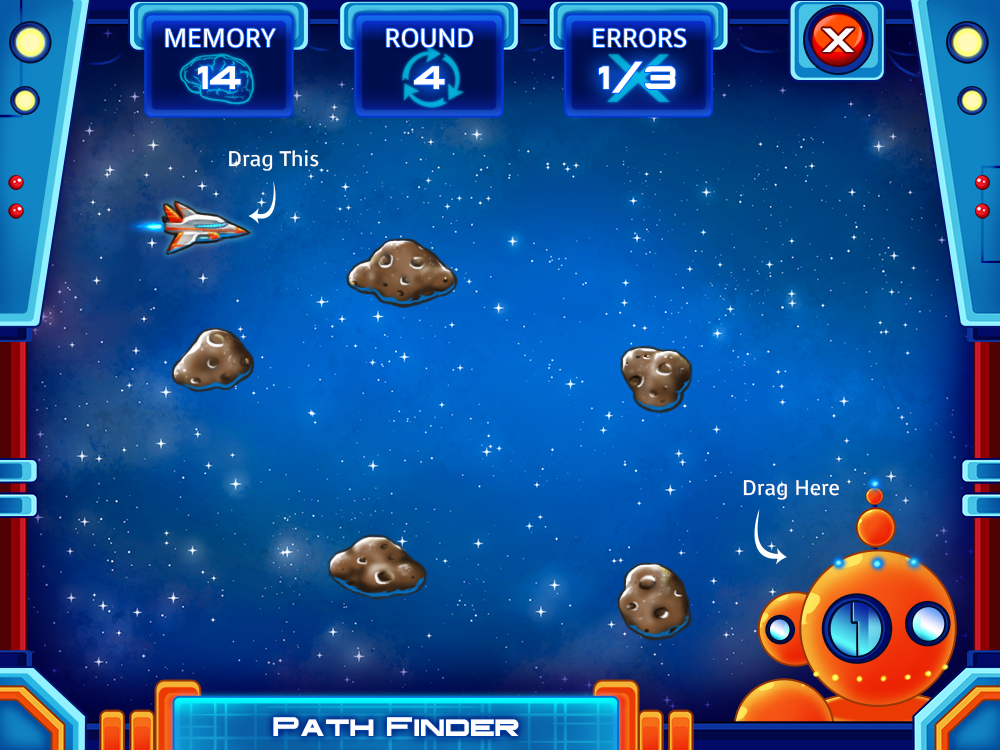 MEMORY
14
ROUND
4
ERRORS
1/3
X
Drag This
Drag Here
PATH FINDER